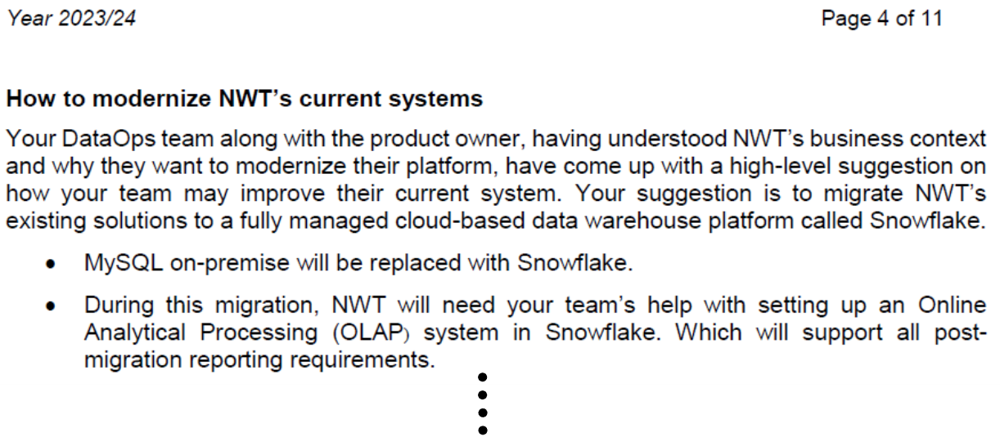 Year 2023/24 Page 4 of 11
How to modernize NWT's current systems
Your DataOps team along with the product owner, having understood NWT's business context
and why they want to modernize their platform, have come up with a high-level suggestion on
how your team may improve their current system. Your suggestion is to migrate NWT's
existing solutions to a fully managed cloud-based data warehouse platform called Snowflake.
• MySQL on-premise will be replaced with Snowflake.
• During this migration, NWT will need your team's help with setting up an Online
Analytical Processing (OLAP) system in Snowflake. Which will support all post-
migration reporting requirements.